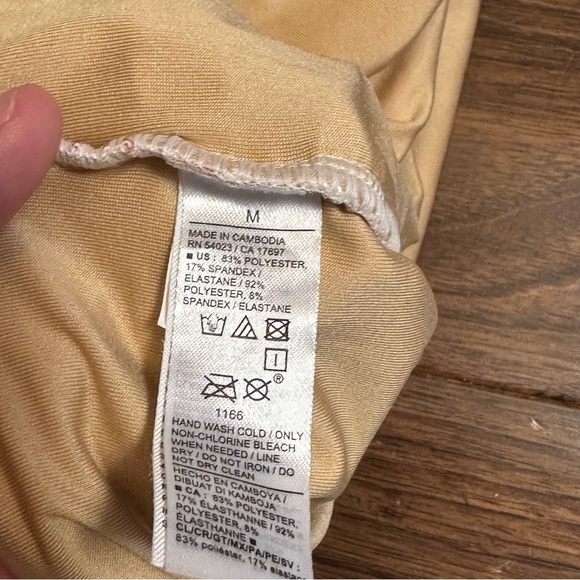 M
MADE IN CAMBODIA
RN 54023 / CA 17897
■ US : 83% POLYESTER,
17% SPANDEX /
ELASTANE / 92%
POLYESTER, 8%
SPANDEX / ELASTANE
®
1166
HAND WASH COLD / ONLY
NON-CHLORINE BLEACH
WHEN NEEDED / LINE
DRY / DO NOT IRON / DO
NOT DRY CLEAN
HECHO EN CAMBOYA /
DIBUAT DI KAMBOJA
■ CA : 83% POLYESTER,
17% ÉLASTHANNE / 92%
POLYESTER, 8%
ÉLASTHANNE ■
CL/CR/GT/MX/PA/PE/SV :
83% poliéster, 17%